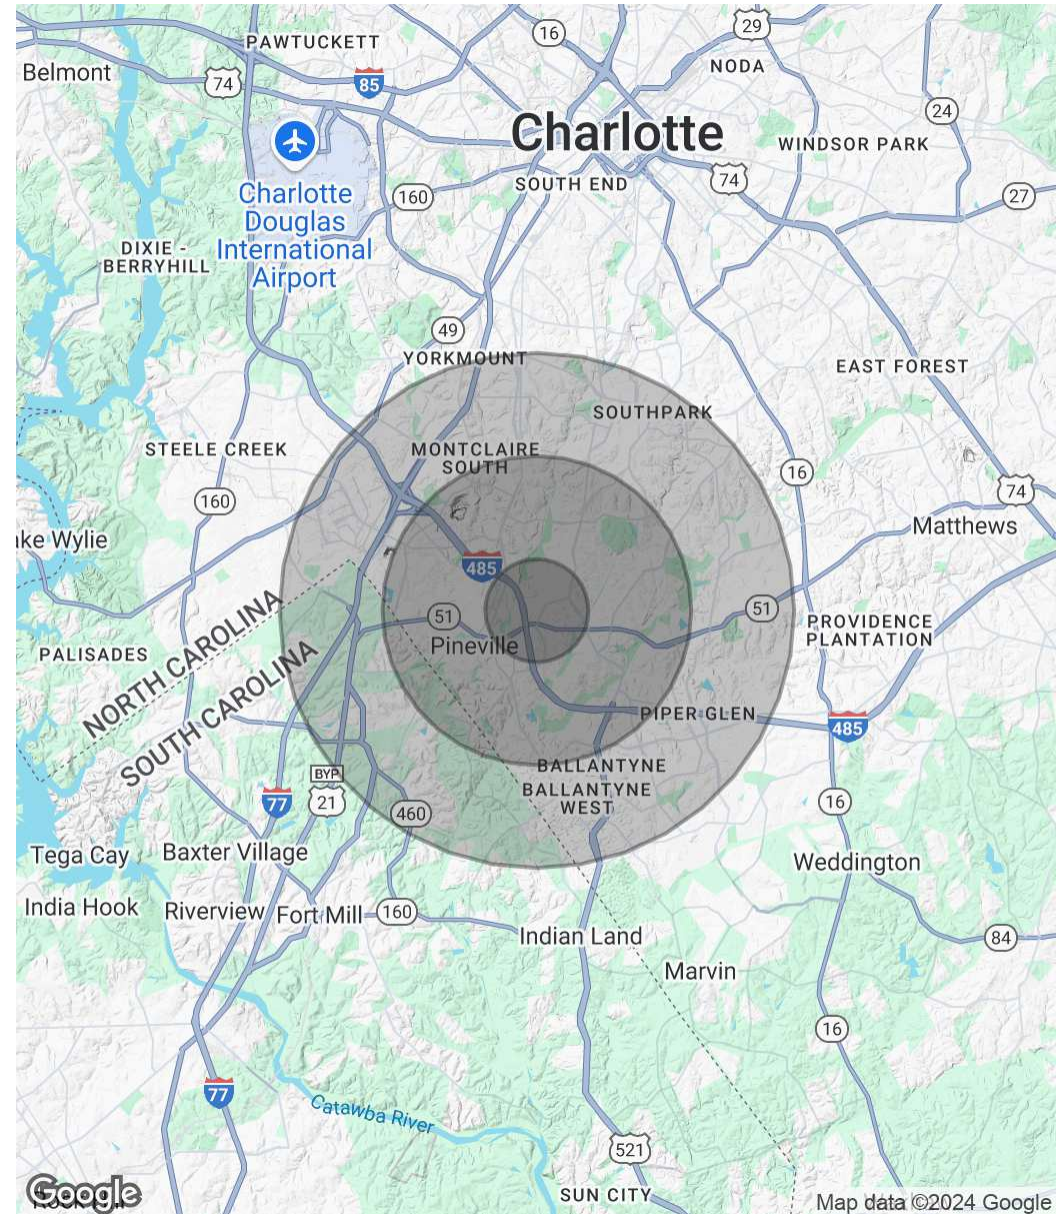 PAWTUCKETT
16
29
Belmont
74
85
NODA
24
Charlotte
WINDSOR PARK
SOUTH END
74
160
27
Charlotte
Douglas
International
Airport
DIXIE -
BERRYHILL
49
YORKMOUNT
EAST FOREST
SOUTHPARK
STEELE CREEK
MONTCLAIRE
SOUTH
16
160
74
ke Wylie
Matthews
485
51
51
Pineville
PROVIDENCE
PLANTATION
PALISADES
NORTH CAROLINA
SOUTH CAROLINA
PIPER GLEN
485
BALLANTYNE
BALLANTYNE
WEST
BYP
21
77
460
16
Tega Cay
Baxter Village
Weddington
India Hook
Riverview
Fort Mill
160
Indian Land
84
Marvin
16
77
Catawba River
521
SUN CITY
Google
Map data ©2024 Google